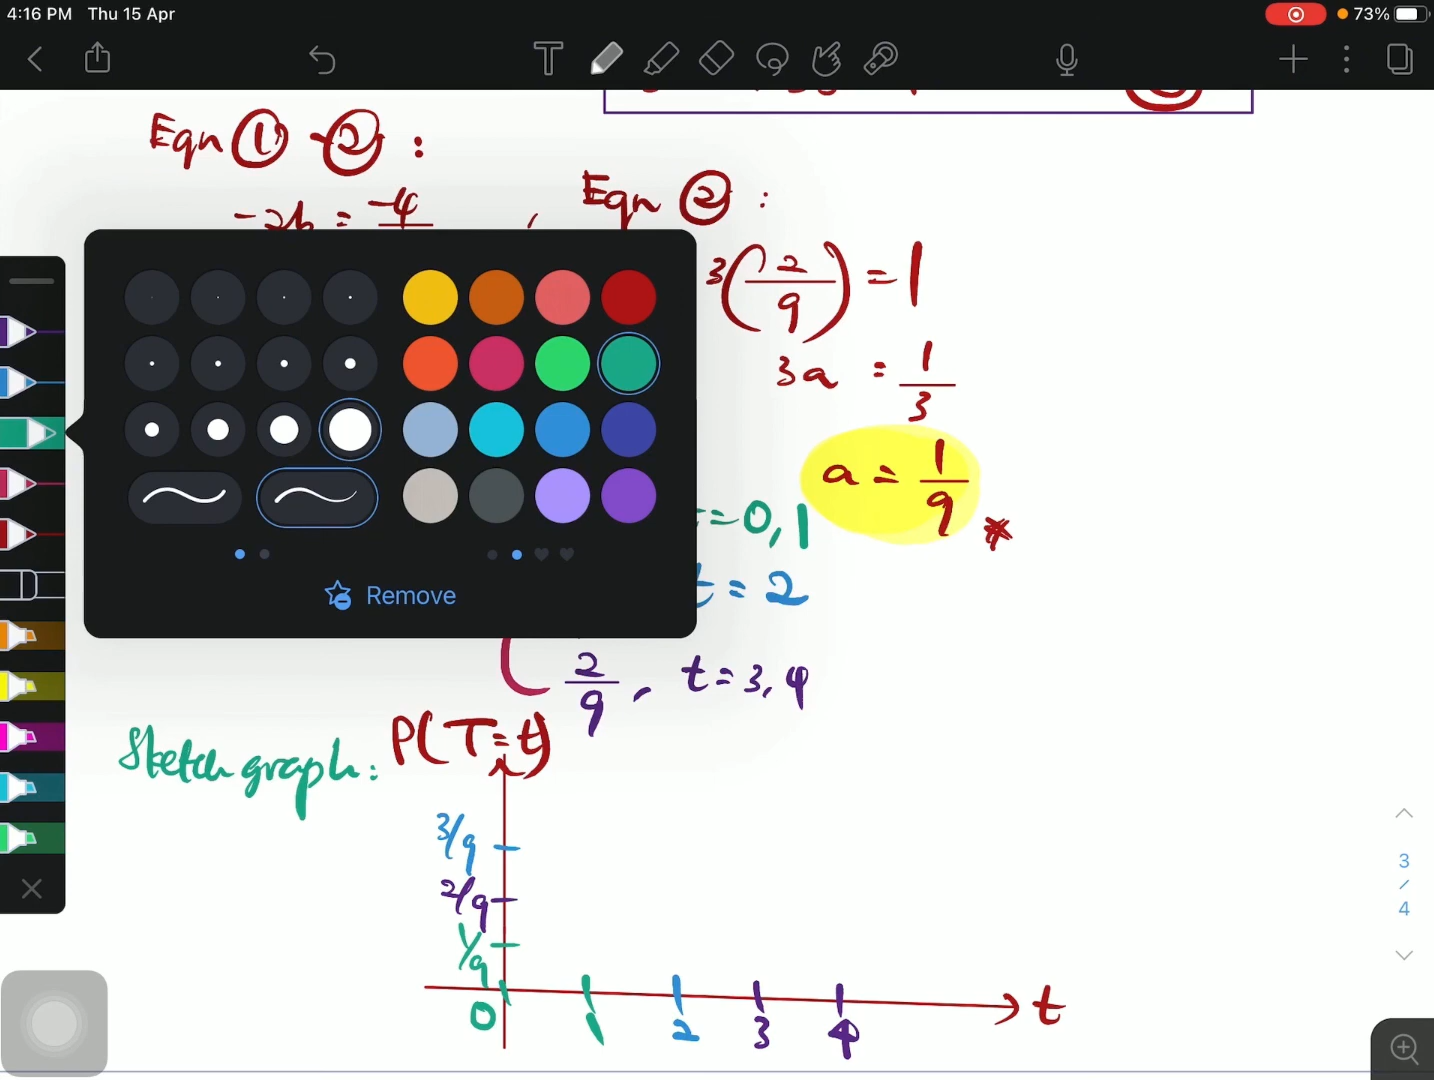 4:16 PM Thu 15 Apr
73%
T
Eqn ① - ② :
-2b = -4
, Eqn ② :
3(2/9) = 1
3a = 1/3
a = 1/9 *
= 0, 1
t = 2
2/9, t = 3, 4
Remove
Sketch graph: P(T=t)
3/9
2/9
1/9
0 1 2 3 4 t
3
/
4